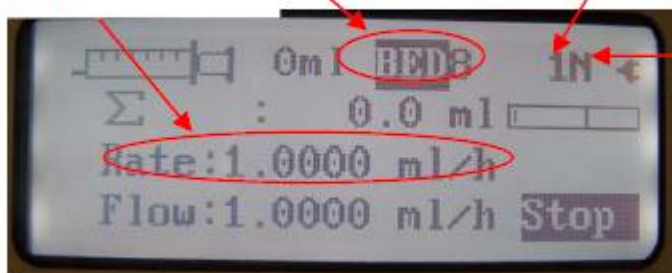 0ml BED8 1N
Σ : 0.0 ml
Rate:1.0000 ml/h
Flow:1.0000 ml/h Stop